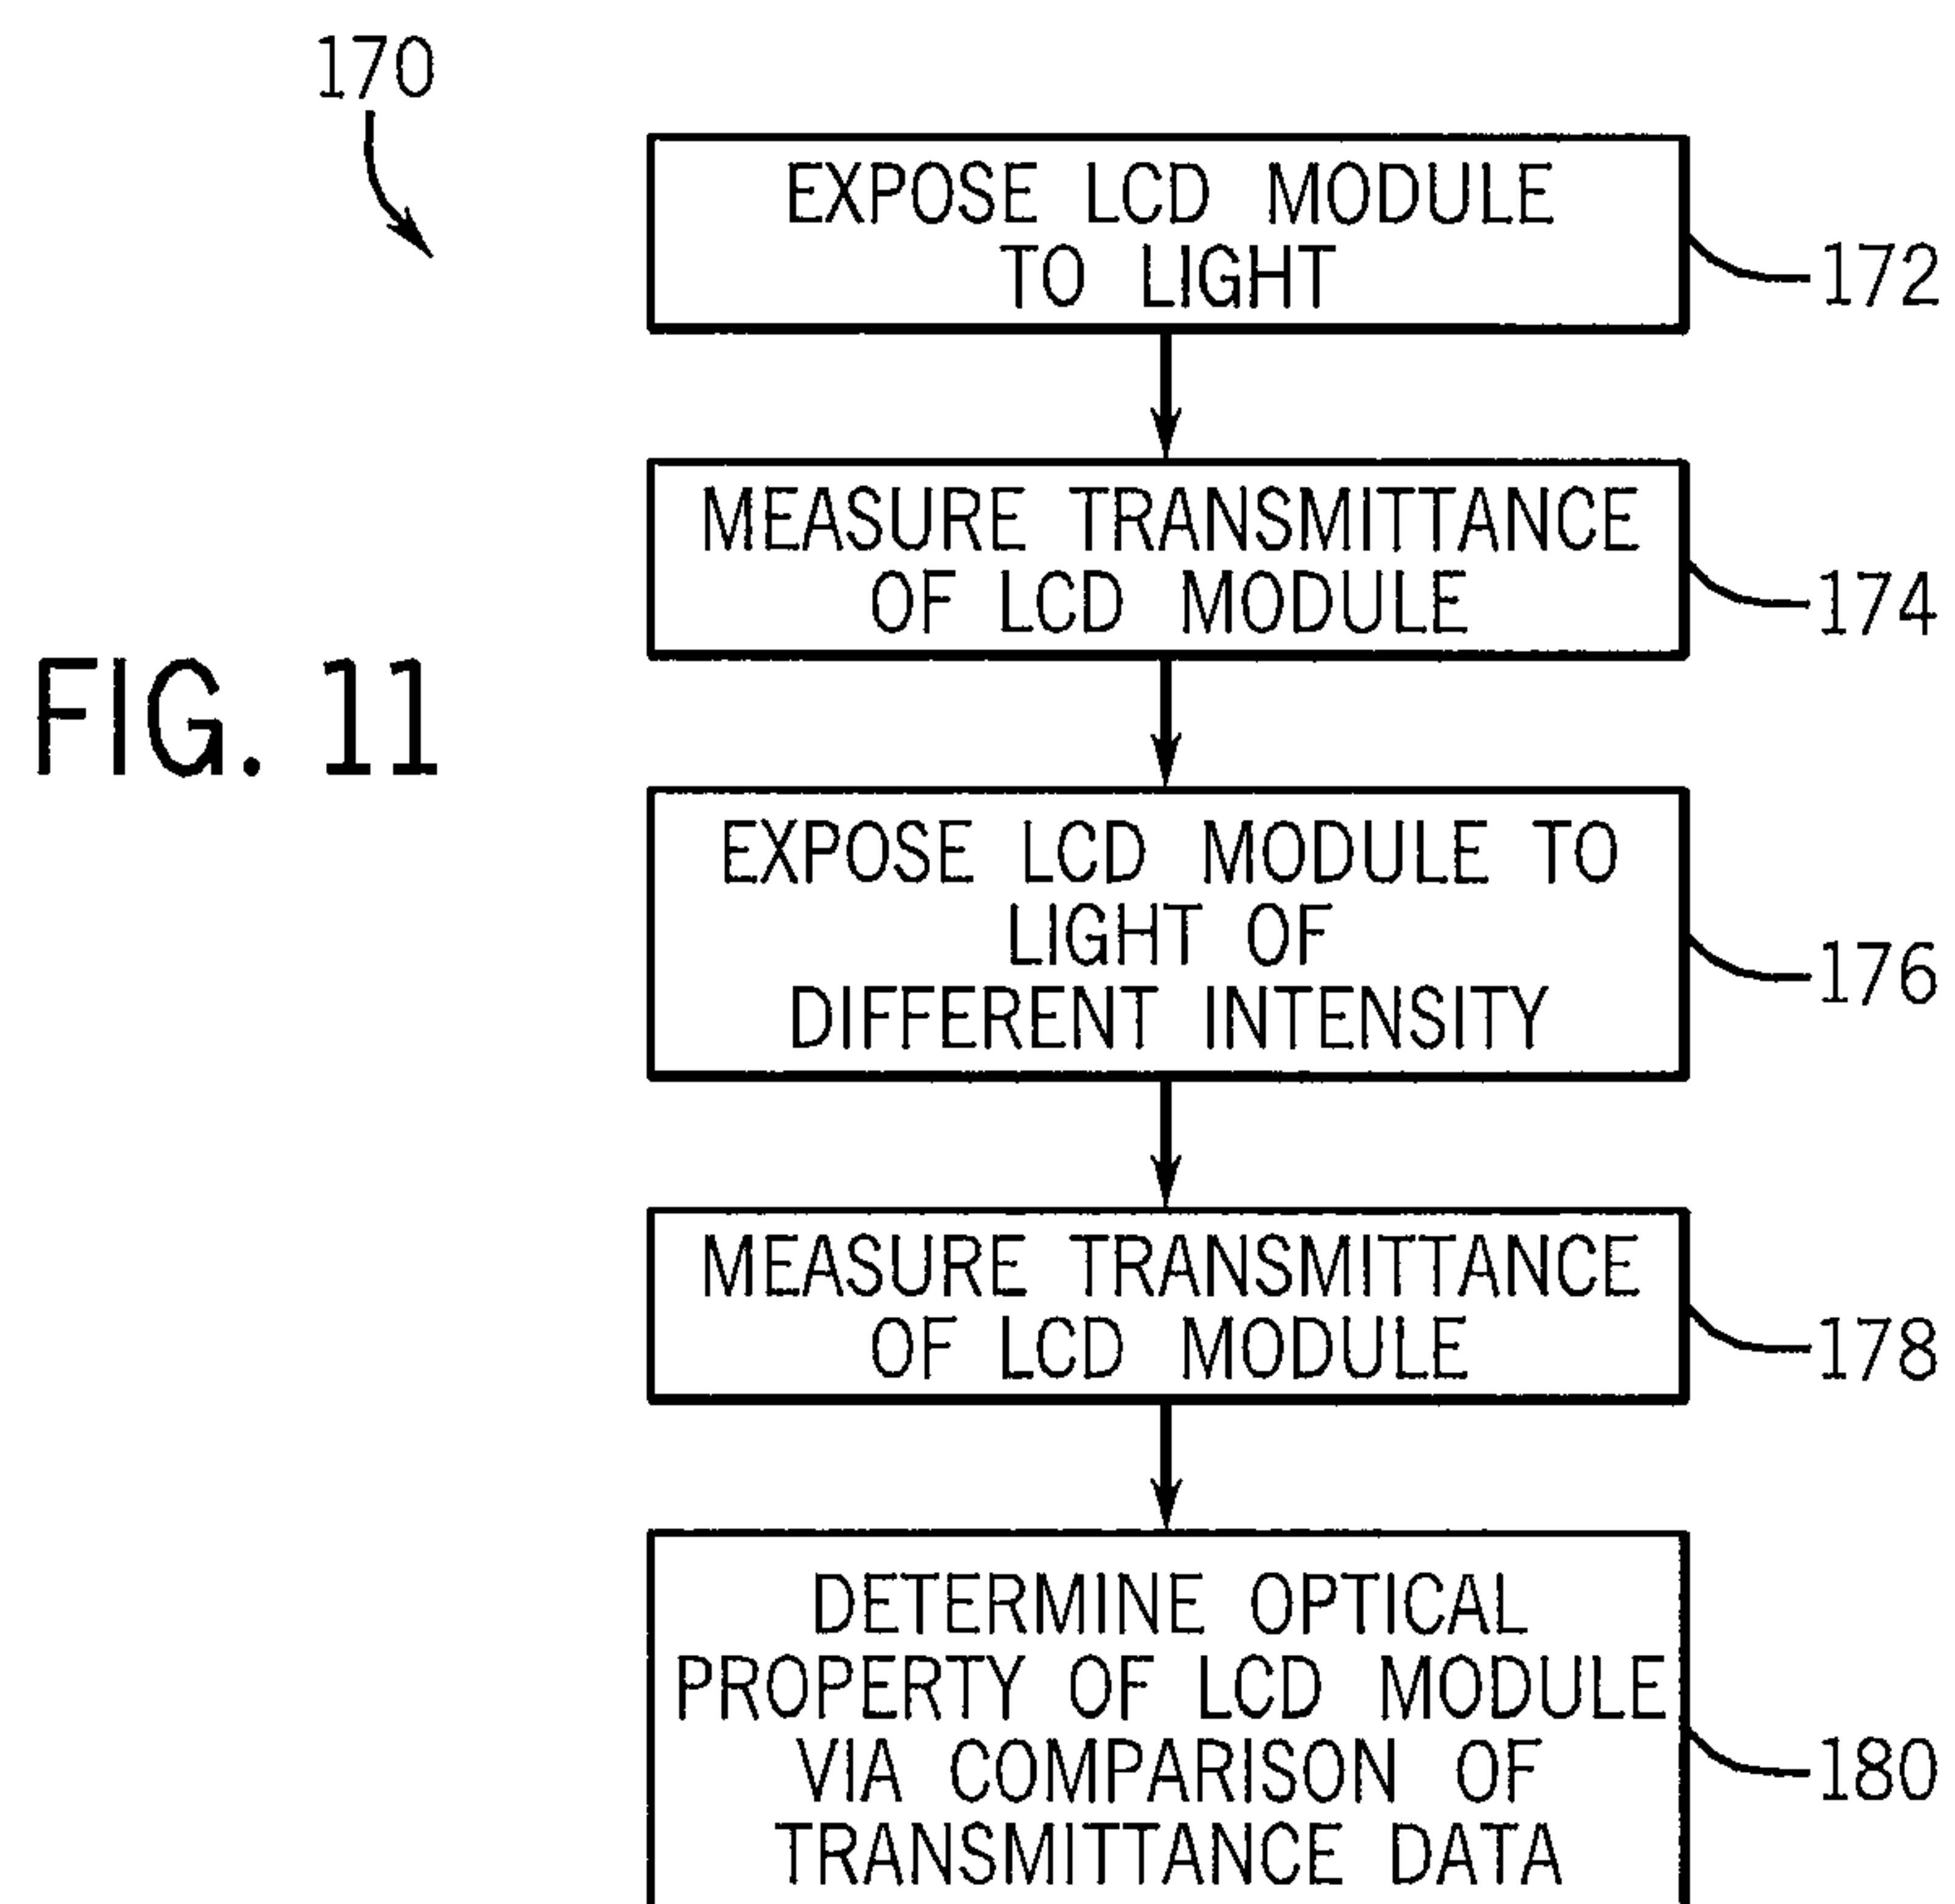 170
EXPOSE LCD MODULE
TO LIGHT
172
MEASURE TRANSMITTANCE
OF LCD MODULE
174
FIG. 11
EXPOSE LCD MODULE TO
LIGHT OF
DIFFERENT INTENSITY
176
MEASURE TRANSMITTANCE
OF LCD MODULE
178
DETERMINE OPTICAL
PROPERTY OF LCD MODULE
VIA COMPARISON OF
TRANSMITTANCE DATA
180